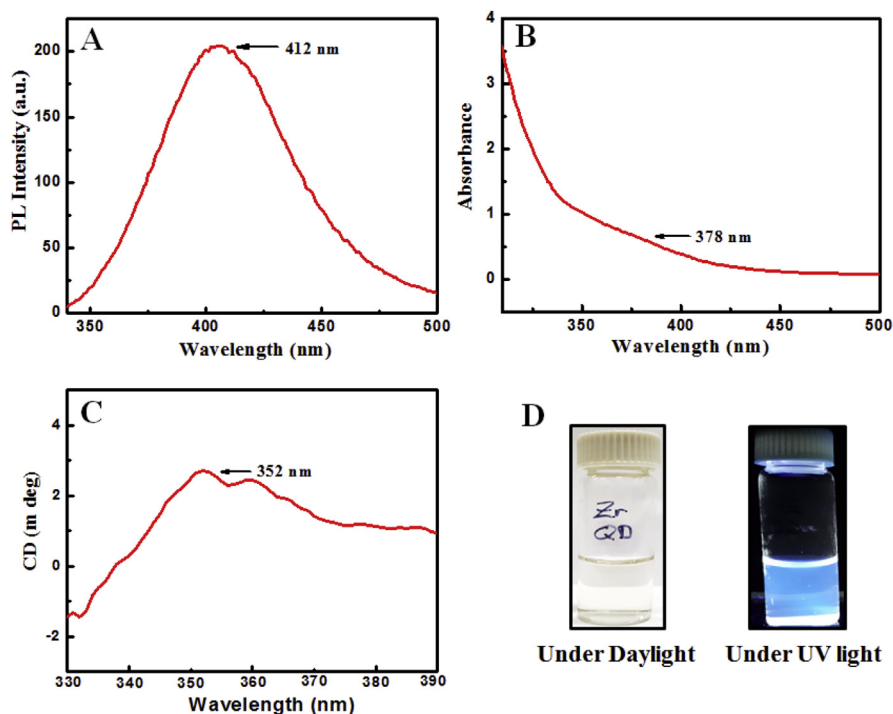 A
412 nm
PL Intensity (a.u.)
200
150
100
50
0
350
400
450
500
Wavelength (nm)
B
378 nm
Absorbance
4
3
2
1
0
350
400
450
500
Wavelength (nm)
C
352 nm
CD (m deg)
4
2
0
-2
330
340
350
360
370
380
390
Wavelength (nm)
D
Zr
QD
Under Daylight
Under UV light